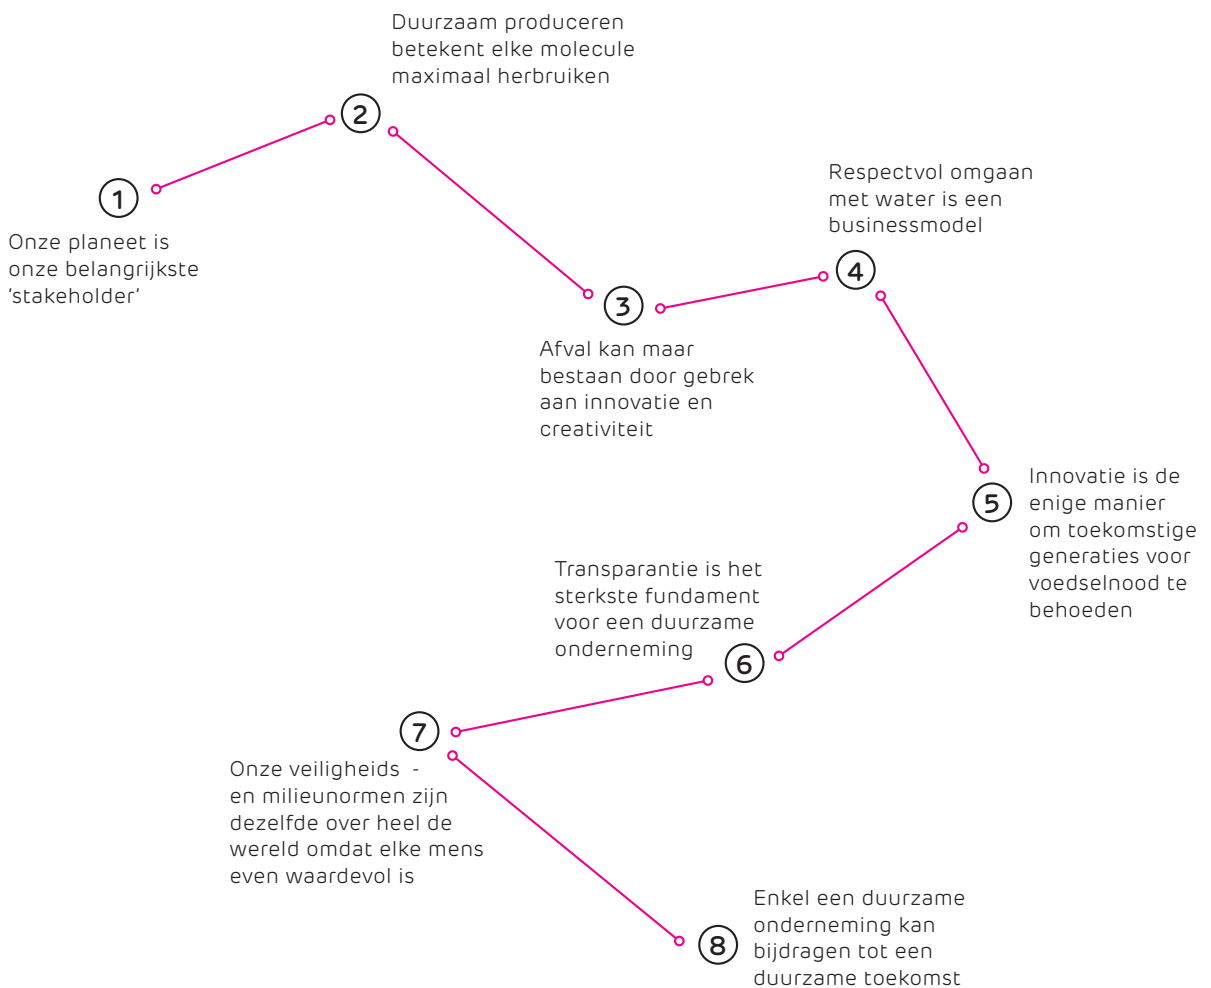 1
Onze planeet is
onze belangrijkste
‘stakeholder’
2
Duurzaam produceren
betekent elke molecule
maximaal herbruiken
3
Afval kan maar
bestaan door gebrek
aan innovatie en
creativiteit
4
Respectvol omgaan
met water is een
businessmodel
5
Innovatie is de
enige manier
om toekomstige
generaties voor
voedselnood te
behoeden
6
Transparantie is het
sterkste fundament
voor een duurzame
onderneming
7
Onze veiligheids -
en milieunormen zijn
dezelfde over heel de
wereld omdat elke mens
even waardevol is
8
Enkel een duurzame
onderneming kan
bijdragen tot een
duurzame toekomst